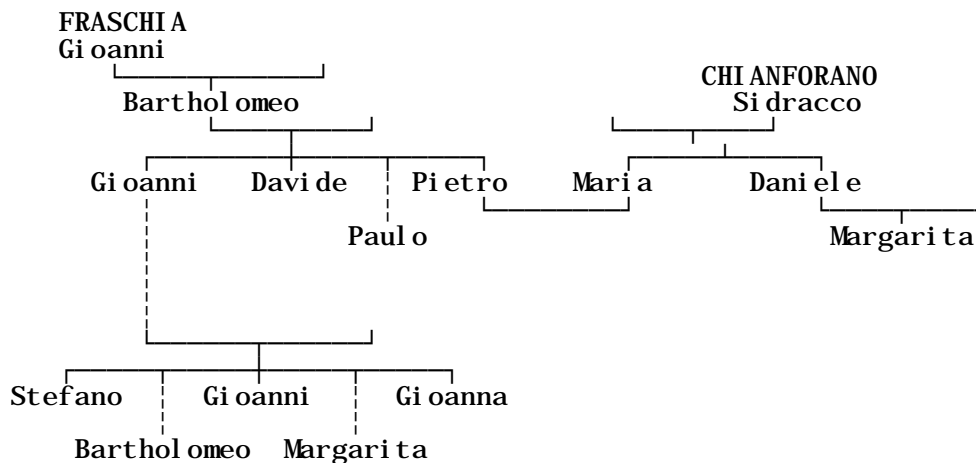 FRASCHIA
Gioanni
CHIANFORANO
Bartholomeo Sidracco
Gioanni Davide Pietro Maria Daniele
Paulo Margarita
Stefano Gioanni Gioanna
Bartholomeo Margarita